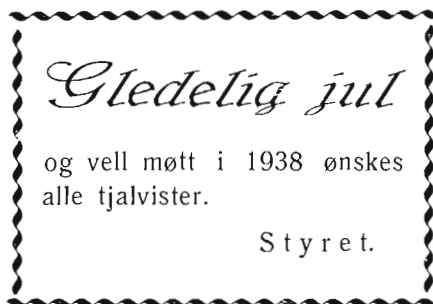 Gledelig jul
og vell møtt i 1938 ønskes
alle tjalvister.
Styret.